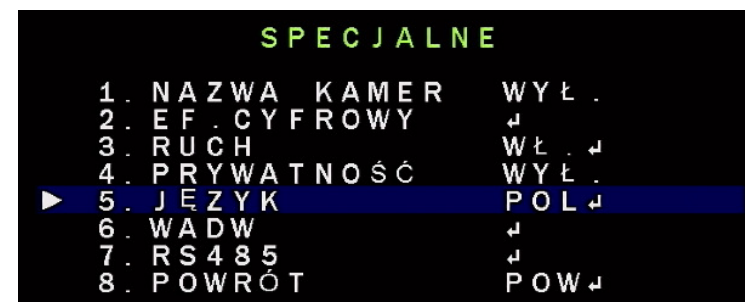 SPECJALNE
1. NAZWA KAMER WYŁ.
2. EF.CYFROWY ↵
3. RUCH WŁ.↵
4. PRYWATNOŚĆ WYŁ.
5. JĘZYK POL↵
6. WADW ↵
7. RS485 ↵
8. POWRÓT POW↵